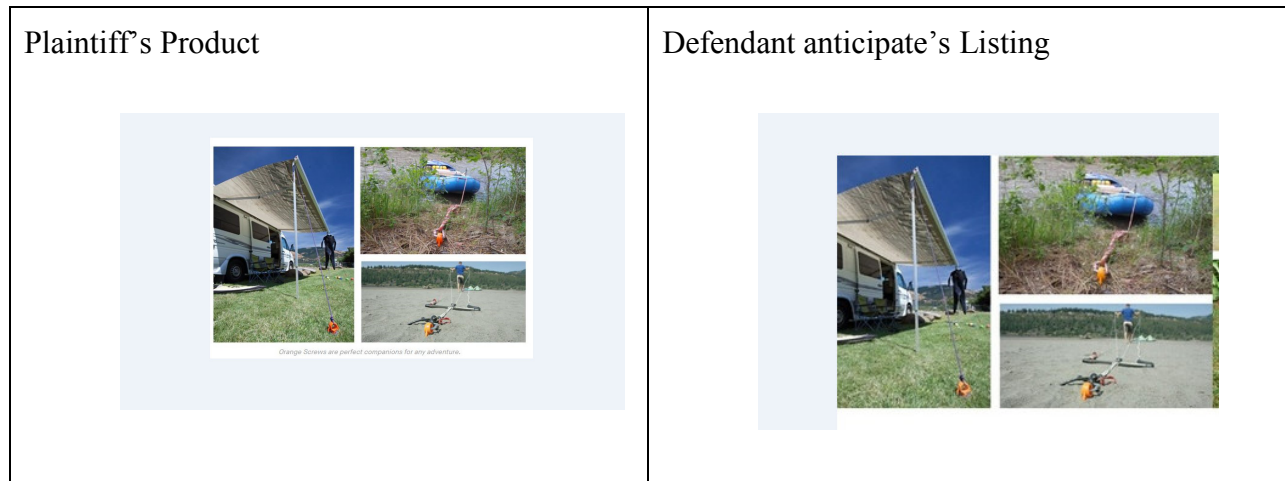 Plaintiff’s Product
Defendant anticipate’s Listing
Orange Screws are perfect companions for any adventure.